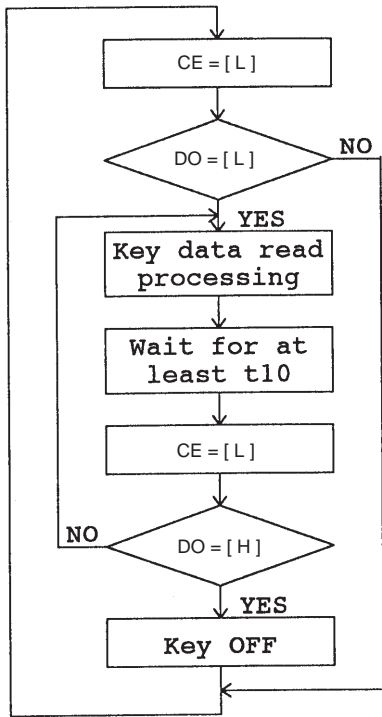 CE = [ L ]
DO = [ L ]
NO
YES
Key data read
processing
Wait for at
least t10
CE = [ L ]
DO = [ H ]
NO
YES
Key OFF